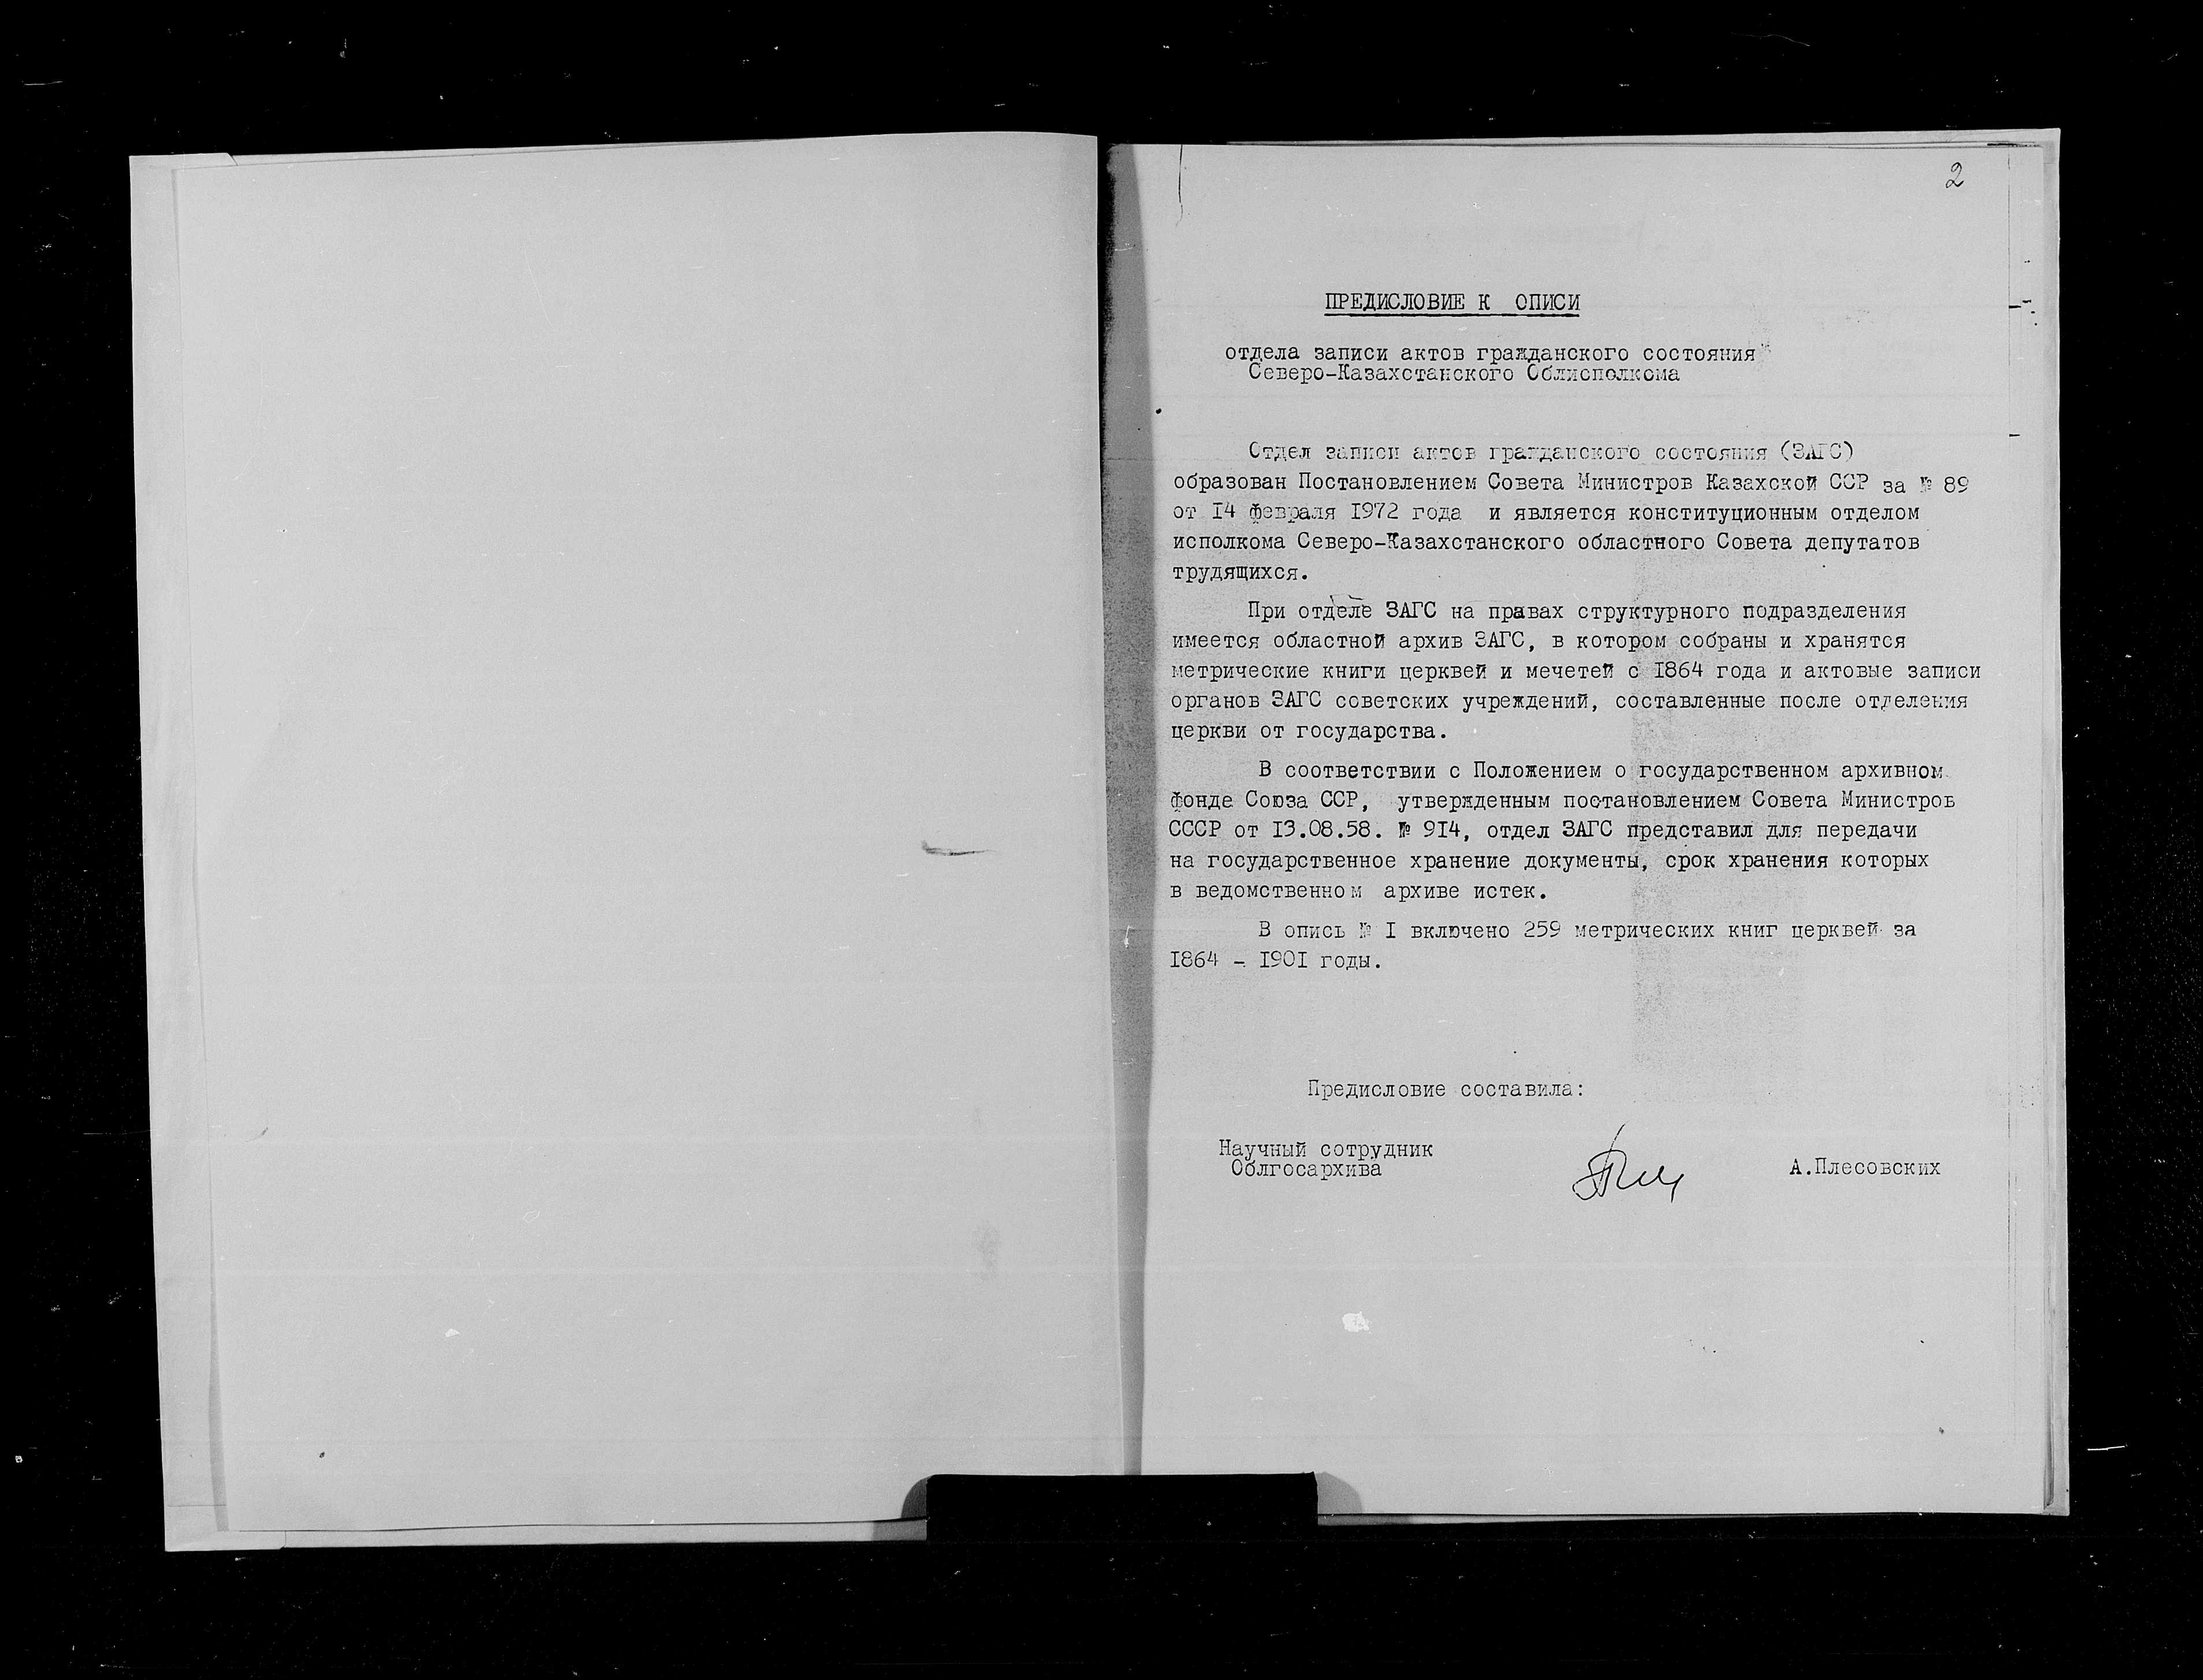 2
ПРЕДИСЛОВИЕ К ОПИСИ
отдела записи актов гражданского состояния
Северо-Казахстанского Облисполкома
Отдел записи актов гражданского состояния (ЗАГС)
образован Постановлением Совета Министров Казахской ССР за № 89
от 14 февраля 1972 года и является конституционным отделом
исполкома Северо-Казахстанского областного Совета депутатов
трудящихся.
При отделе ЗАГС на правах структурного подразделения
имеется областной архив ЗАГС, в котором собраны и хранятся
метрические книги церквей и мечетей с 1864 года и актовые записи
органов ЗАГС советских учреждений, составленные после отделения
церкви от государства.
В соответствии с Положением о государственном архивном
фонде Союза ССР, утвержденным постановлением Совета Министров
СССР от 13.08.58. № 914, отдел ЗАГС представил для передачи
на государственное хранение документы, срок хранения которых
в ведомственном архиве истек.
В опись № 1 включено 259 метрических книг церквей за
1864 - 1901 годы.
Предисловие составила:
Научный сотрудник
Облгосархива
А.Плесовских